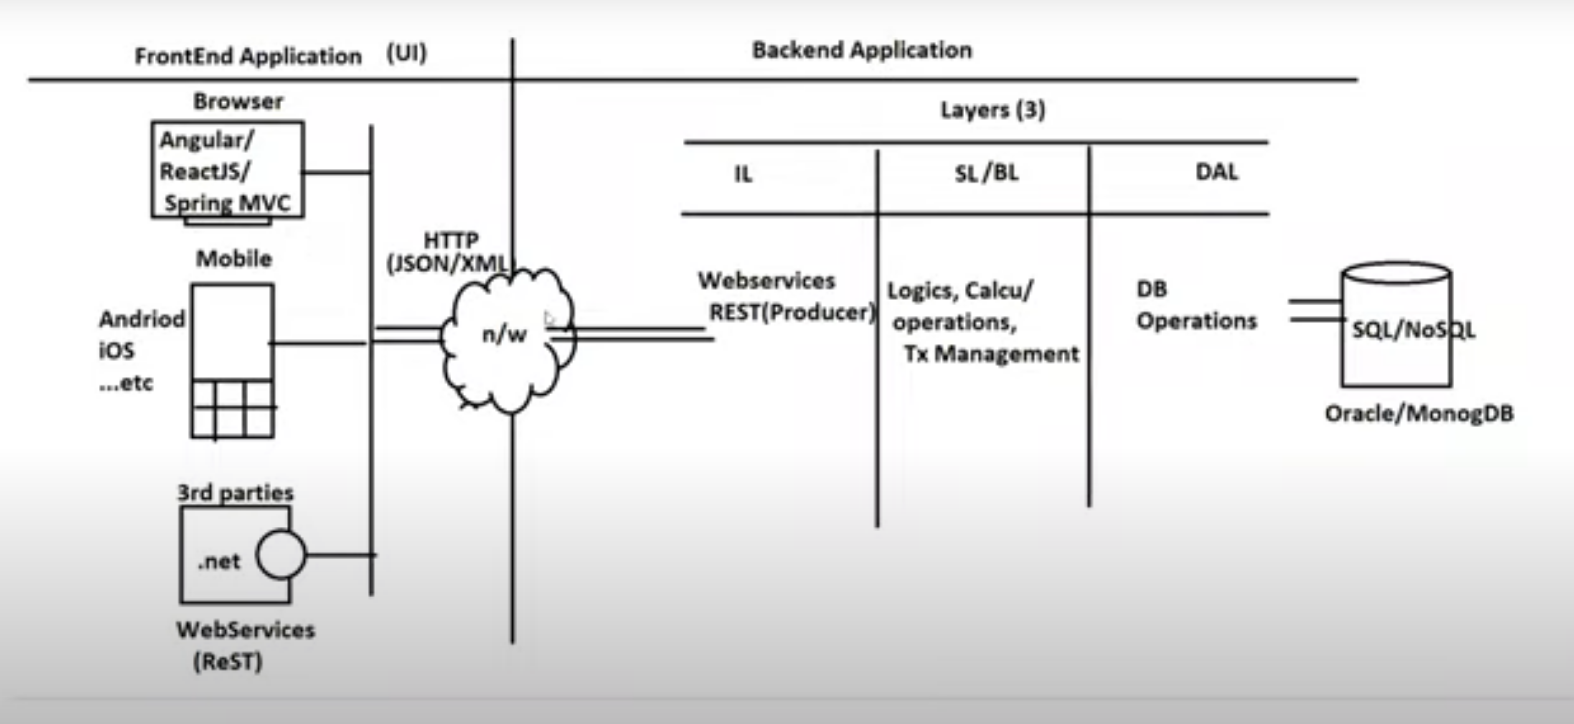 FrontEnd Application (UI)
Backend Application
Browser
Angular/
ReactJS/
Spring MVC
Mobile
Andriod
iOS
...etc
3rd parties
.net
WebServices
(ReST)
HTTP
(JSON/XML
n/w
Layers (3)
IL
SL/BL
DAL
Webservices
REST(Producer)
Logics, Calcu/
operations,
Tx Management
DB
Operations
SQL/NoSQL
Oracle/MonogDB